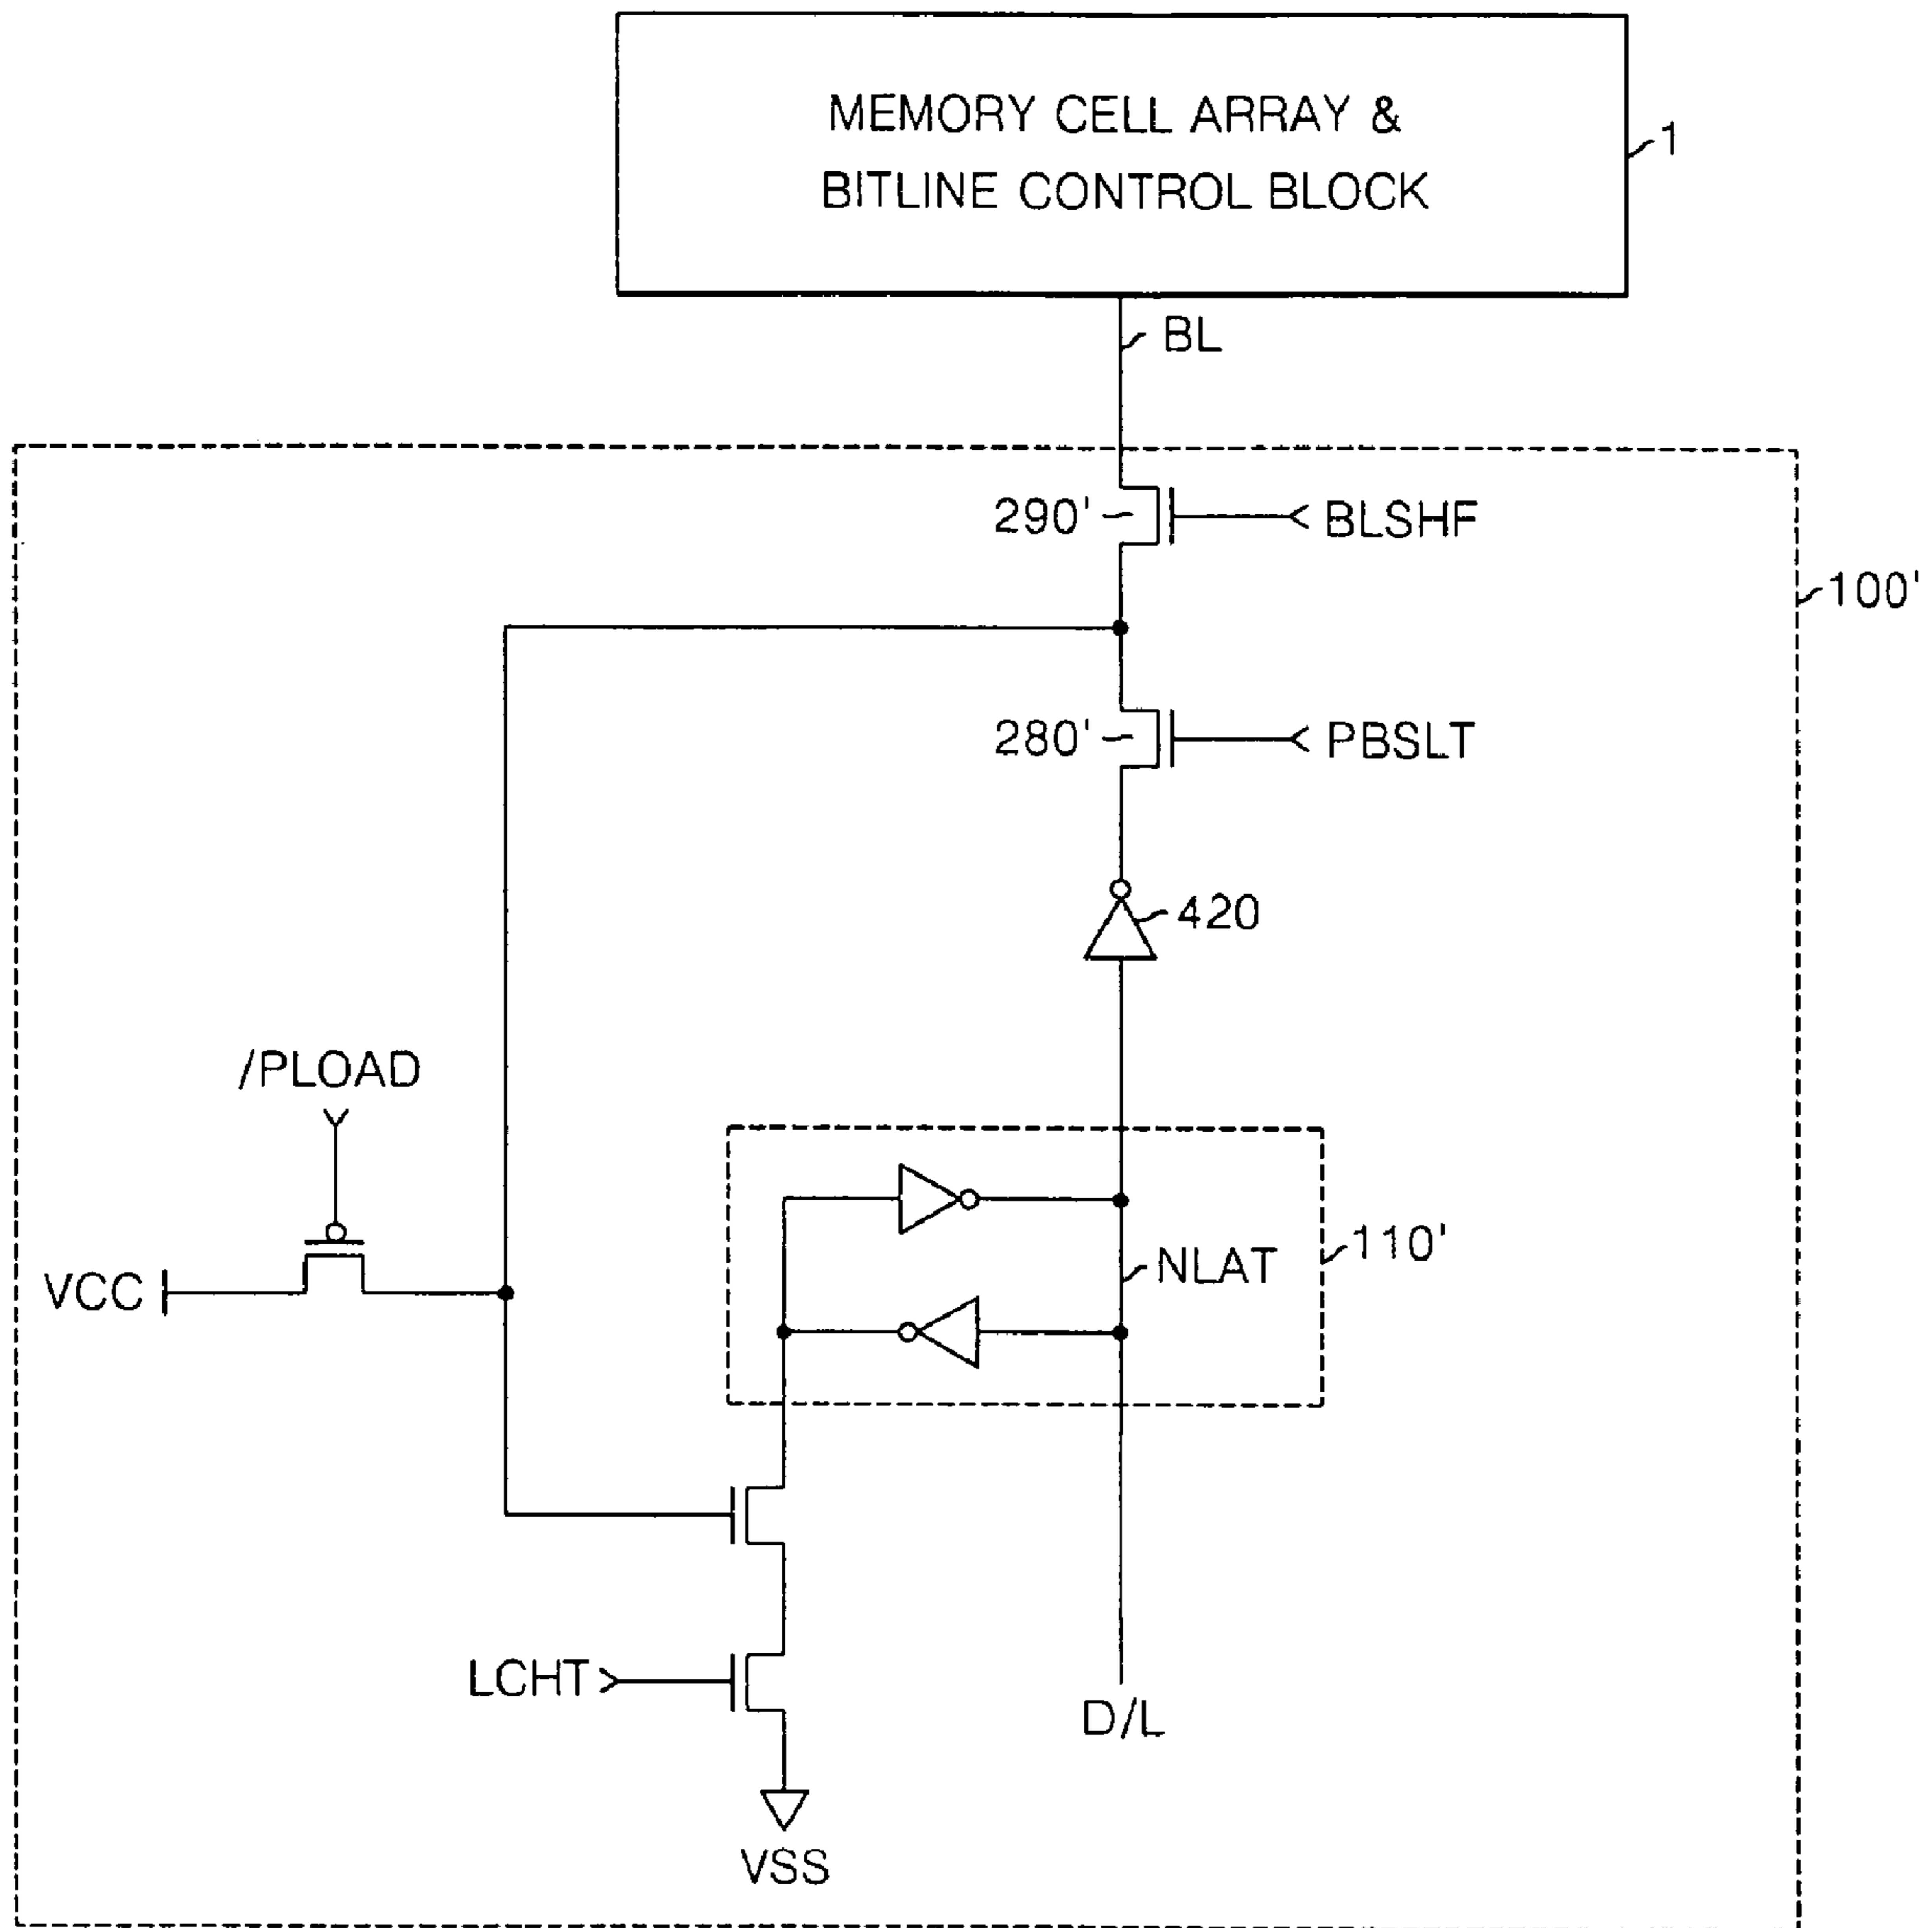 MEMORY CELL ARRAY &
BITLINE CONTROL BLOCK
1
BL
290'
BLSHF
100'
280'
PBSLT
420
/PLOAD
110'
NLAT
VCC
LCHT
D/L
VSS